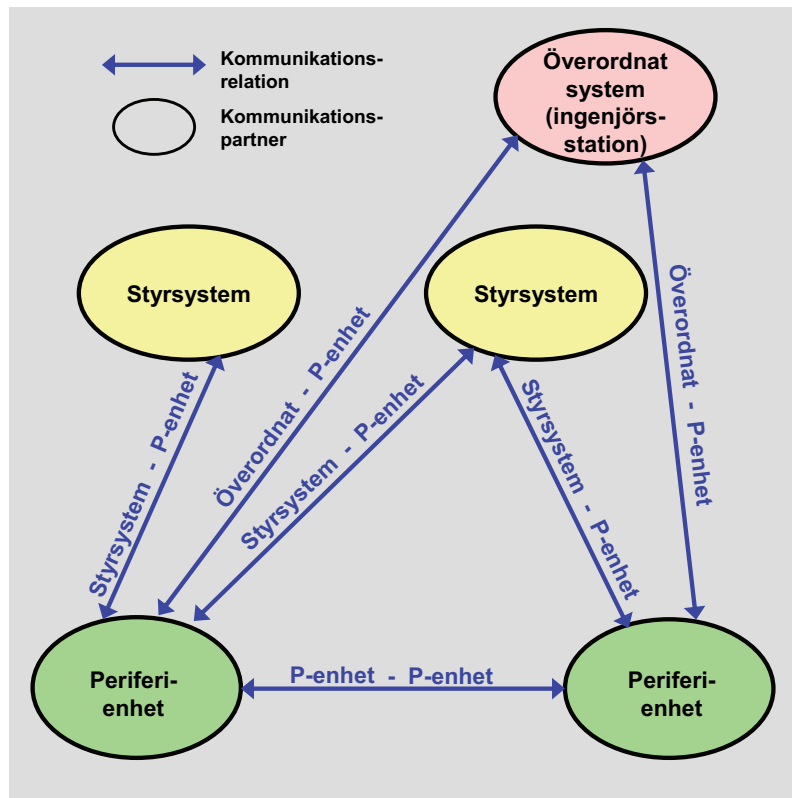 Kommunikations-
relation
Kommunikations-
partner
Överordnat
system
(ingenjörs-
station)
Styrsystem
Styrsystem
Styrsystem - P-enhet
Överordnat - P-enhet
Styrsystem - P-enhet
Styrsystem - P-enhet
Överordnat - P-enhet
Periferi-
enhet
P-enhet - P-enhet
Periferi-
enhet